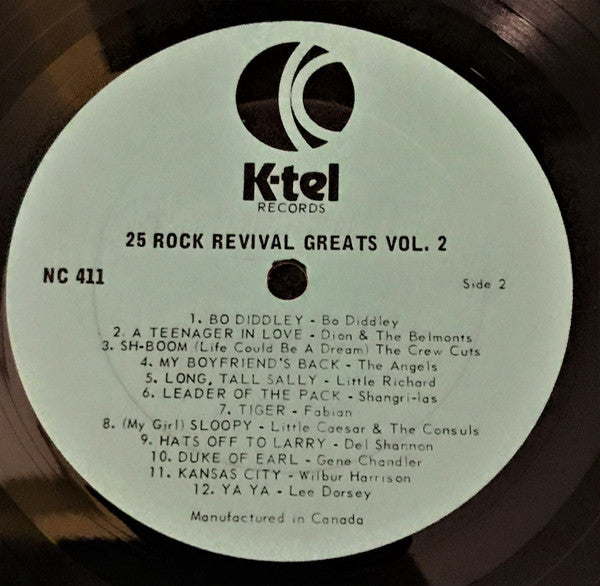 K-tel
RECORDS
25 ROCK REVIVAL GREATS VOL. 2
NC 411
Side 2
1. BO DIDDLEY - Bo Diddley
2. A TEENAGER IN LOVE - Dion & The Belmonts
3. SH-BOOM (Life Could Be A Dream) The Crew Cuts
4. MY BOYFRIEND'S BACK - The Angels
5. LONG, TALL SALLY - Little Richard
6. LEADER OF THE PACK - Shangri-las
7. TIGER - Fabian
8. (My Girl) SLOOPY - Little Caesar & The Consuls
9. HATS OFF TO LARRY - Del Shannon
10. DUKE OF EARL - Gene Chandler
11. KANSAS CITY - Wilbur Harrison
12. YA YA - Lee Dorsey
Manufactured in Canada